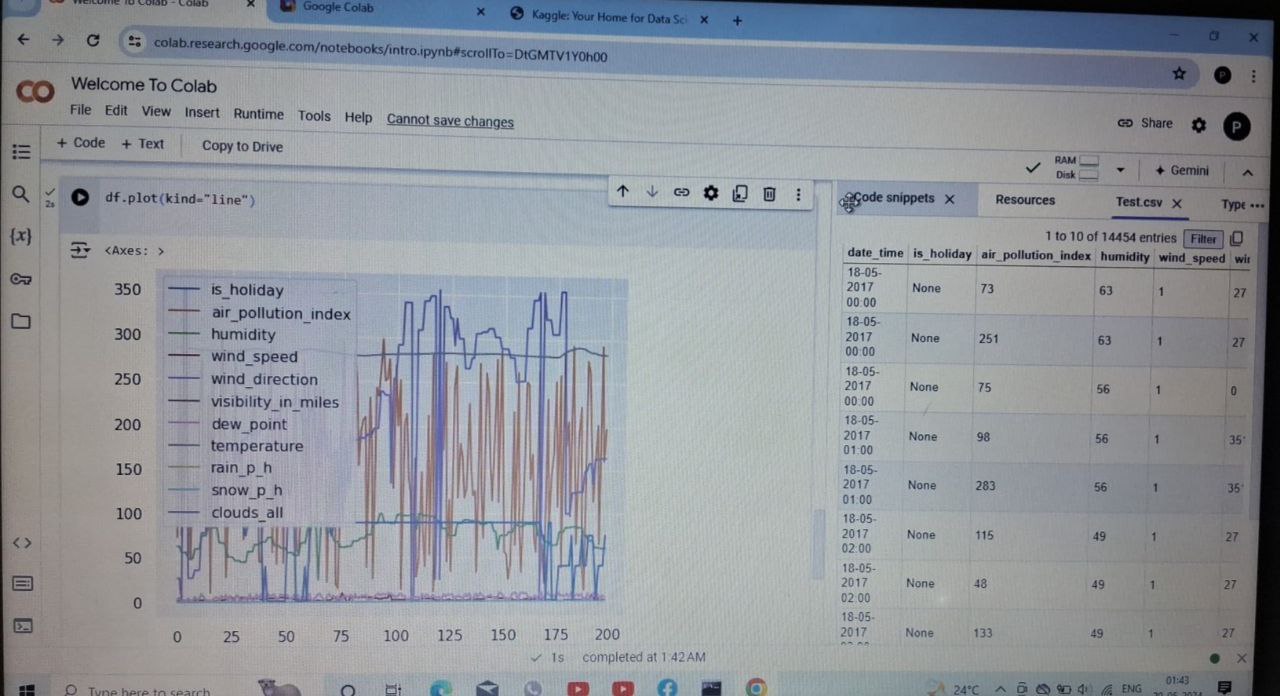 Welcome To Colab - Colab
Google Colab
Kaggle: Your Home for Data Sci
colab.research.google.com/notebooks/intro.ipynb#scrollTo=DtGMTV1Y0h00
P
CO
Welcome To Colab
File Edit View Insert Runtime Tools Help Cannot save changes
Share
P
+ Code + Text
Copy to Drive
RAM
Disk
Gemini
2s
df.plot(kind="line")
<Axes: >
350
300
250
200
150
100
50
0
is_holiday
air_pollution_index
humidity
wind_speed
wind_direction
visibility_in_miles
dew_point
temperature
rain_p_h
snow_p_h
clouds_all
0 25 50 75 100 125 150 175 200
1s completed at 1:42 AM
Code snippets
Resources
Test.csv
Type
1 to 10 of 14454 entries Filter
date_time is_holiday air_pollution_index humidity wind_speed wir
18-05-2017 00:00 None 73 63 1 27
18-05-2017 00:00 None 251 63 1 27
18-05-2017 00:00 None 75 56 1 0
18-05-2017 01:00 None 98 56 1 35
18-05-2017 01:00 None 283 56 1 35
18-05-2017 02:00 None 115 49 1 27
18-05-2017 02:00 None 48 49 1 27
18-05-2017 None 133 49 1 27
{x}
Type here to search
24°C
ENG
01:43